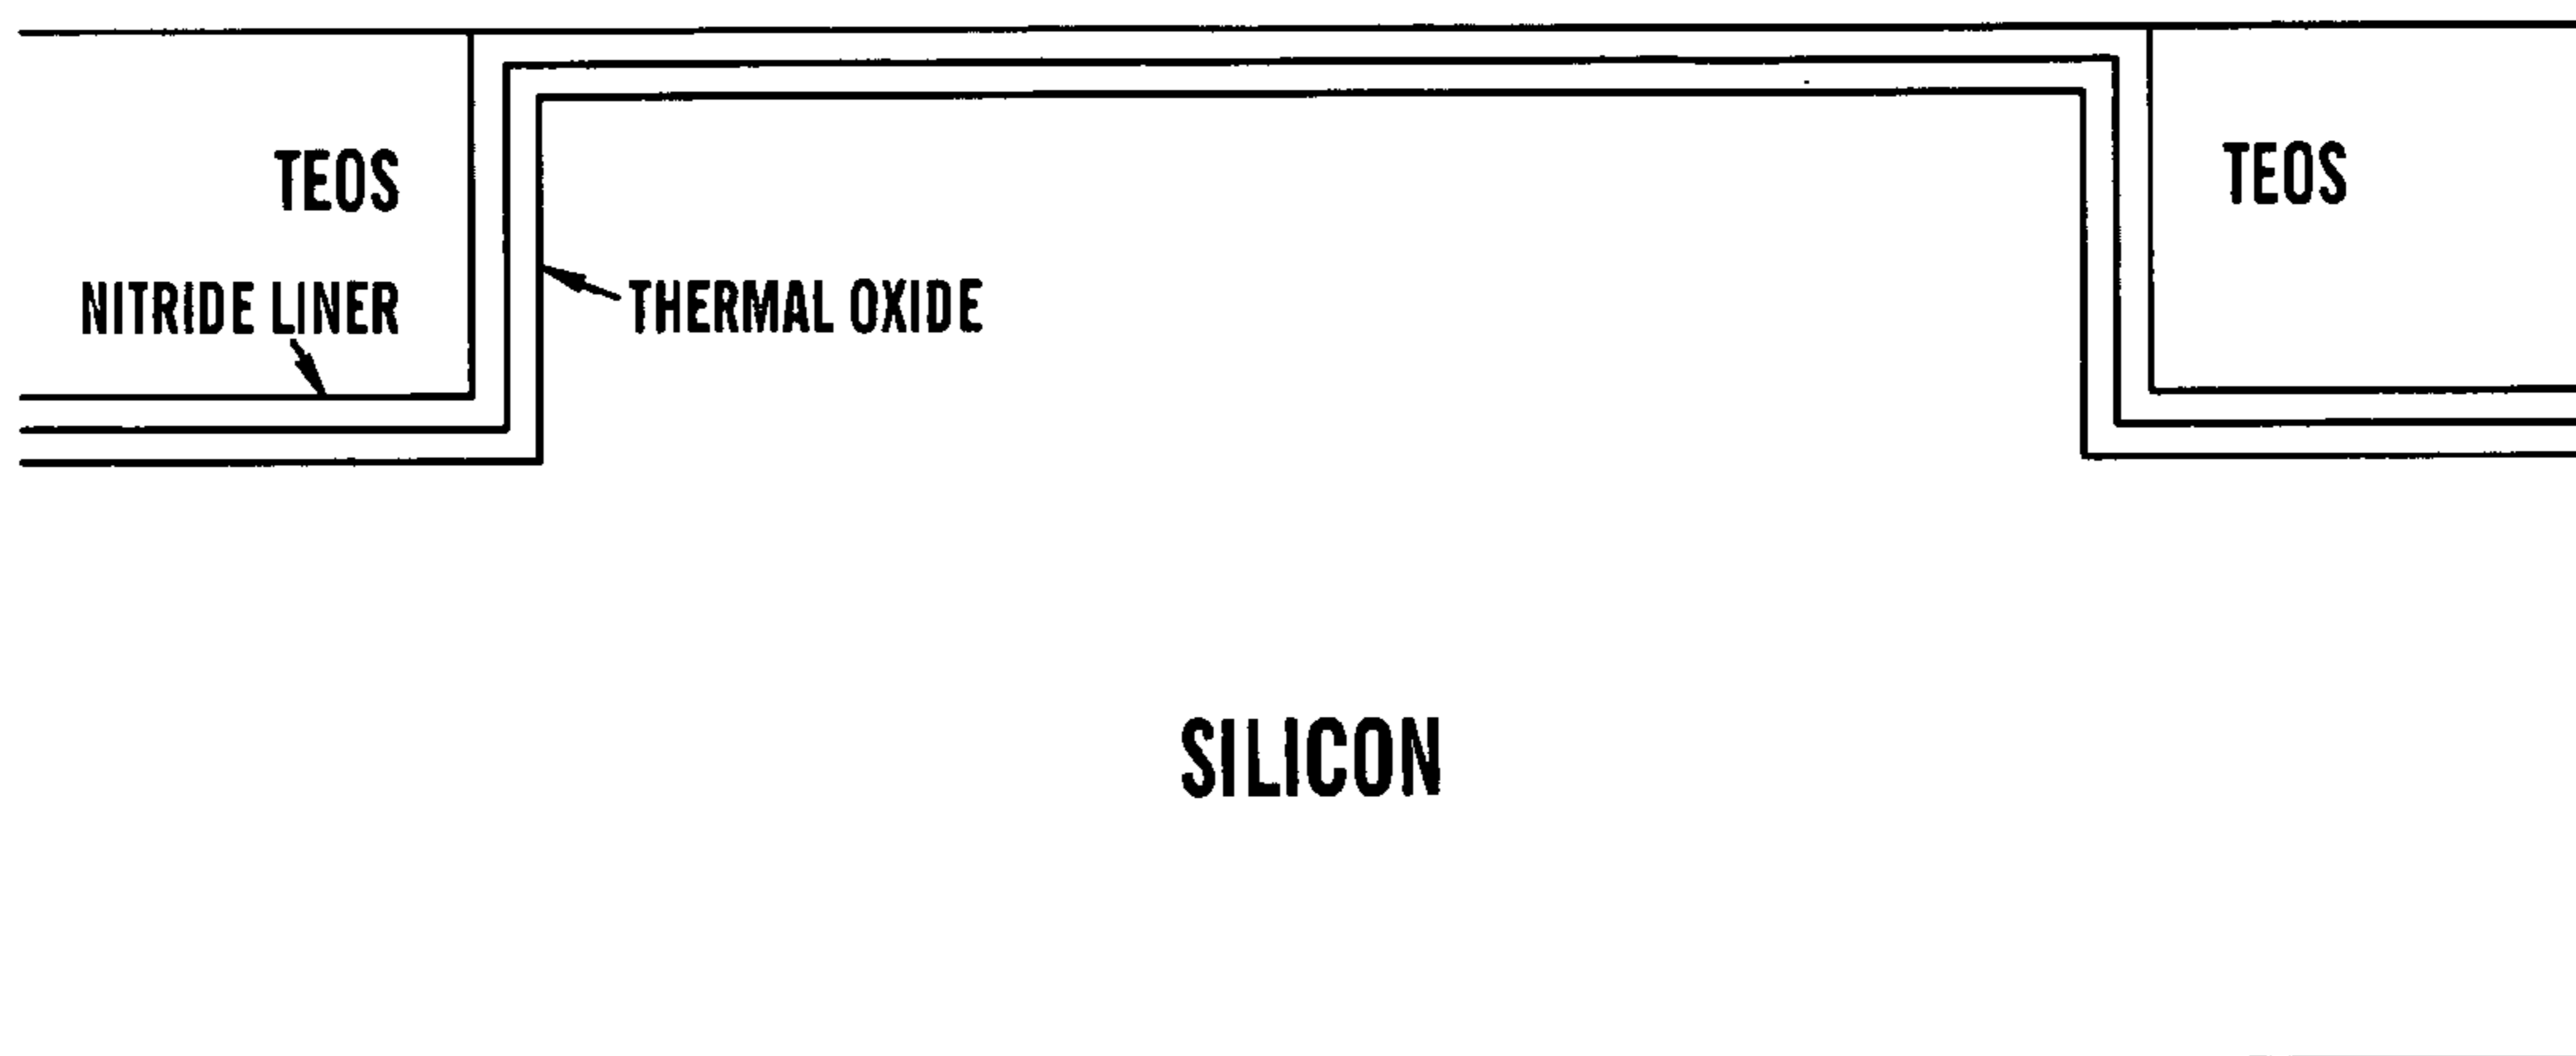 TEOS
TEOS
NITRIDE LINER
THERMAL OXIDE
SILICON